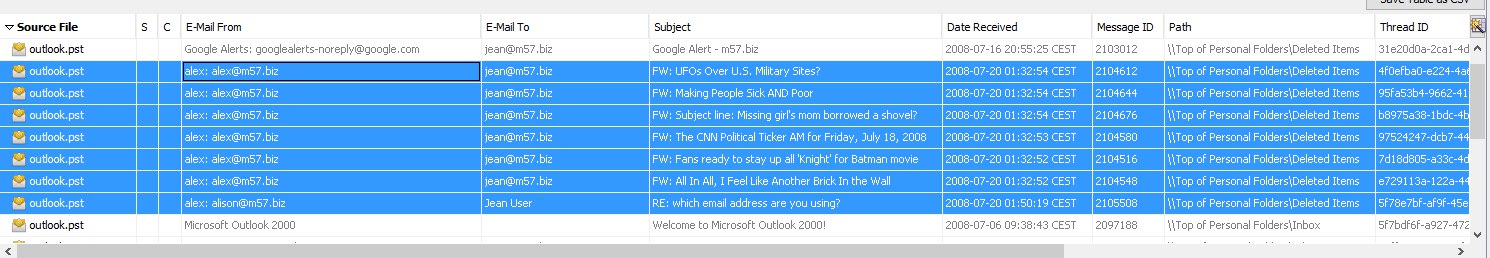 Save Table as CSV
Source File S C E-Mail From E-Mail To Subject Date Received Message ID Path Thread ID
outlook.pst Google Alerts: googlealerts-noreply@google.com jean@m57.biz Google Alert - m57.biz 2008-07-16 20:55:25 CEST 2103012 \\Top of Personal Folders\Deleted Items 31e20d0a-2ca1-4d
outlook.pst alex: alex@m57.biz jean@m57.biz FW: UFOs Over U.S. Military Sites? 2008-07-20 01:32:54 CEST 2104612 \\Top of Personal Folders\Deleted Items 4f0efba0-e224-4a6
outlook.pst alex: alex@m57.biz jean@m57.biz FW: Making People Sick AND Poor 2008-07-20 01:32:54 CEST 2104644 \\Top of Personal Folders\Deleted Items 95fa53b4-9662-41
outlook.pst alex: alex@m57.biz jean@m57.biz FW: Subject line: Missing girl's mom borrowed a shovel? 2008-07-20 01:32:54 CEST 2104676 \\Top of Personal Folders\Deleted Items b8975a38-1bdc-4b
outlook.pst alex: alex@m57.biz jean@m57.biz FW: The CNN Political Ticker AM for Friday, July 18, 2008 2008-07-20 01:32:53 CEST 2104580 \\Top of Personal Folders\Deleted Items 97524247-dcb7-44
outlook.pst alex: alex@m57.biz jean@m57.biz FW: Fans ready to stay up all 'Knight' for Batman movie 2008-07-20 01:32:52 CEST 2104516 \\Top of Personal Folders\Deleted Items 7d18d805-a33c-4d
outlook.pst alex: alex@m57.biz jean@m57.biz FW: All In All, I Feel Like Another Brick In the Wall 2008-07-20 01:32:52 CEST 2104548 \\Top of Personal Folders\Deleted Items e729113a-122a-44
outlook.pst alex: alison@m57.biz Jean User RE: which email address are you using? 2008-07-20 01:50:19 CEST 2105508 \\Top of Personal Folders\Deleted Items 5f78e7bf-af9f-45e
outlook.pst Microsoft Outlook 2000 Welcome to Microsoft Outlook 2000! 2008-07-06 09:38:43 CEST 2097188 \\Top of Personal Folders\Inbox 5f7bdf6f-a927-472